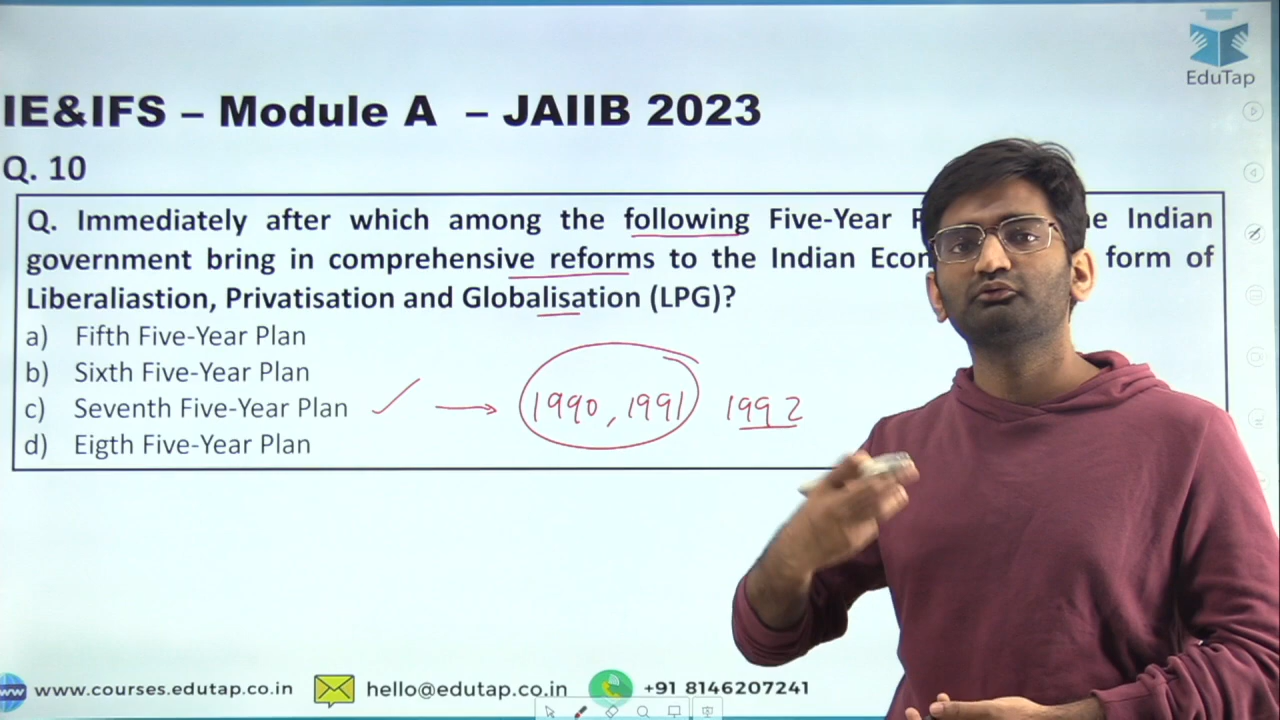 EduTap
IE&IFS – Module A – JAIIB 2023
Q. 10
Q. Immediately after which among the following Five-Year Indian
government bring in comprehensive reforms to the Indian form of
Liberaliastion, Privatisation and Globalisation (LPG)?
a) Fifth Five-Year Plan
b) Sixth Five-Year Plan
c) Seventh Five-Year Plan 1990, 1991 1992
d) Eigth Five-Year Plan
www.courses.edutap.co.in hello@edutap.co.in +91 8146207241